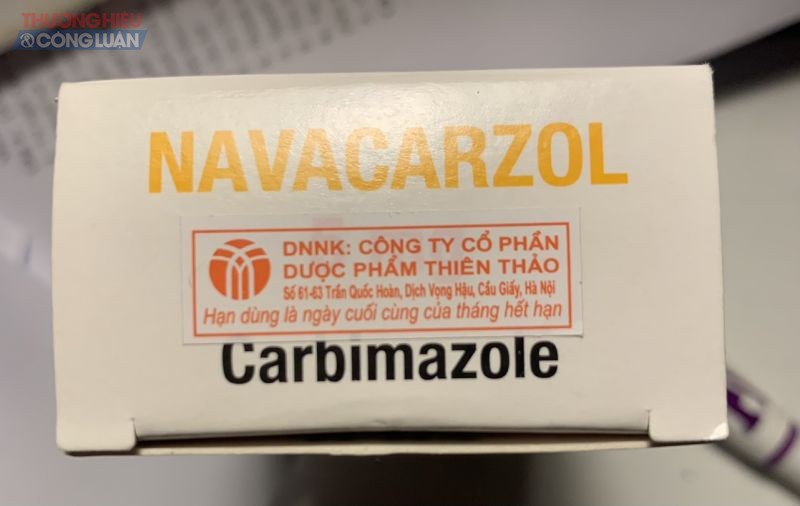 THƯƠNG HIỆU
& CÔNG LUẬN
NAVACARZOL
DNNK: CÔNG TY CỔ PHẦN
DƯỢC PHẨM THIÊN THẢO
Số 61-63 Trần Quốc Hoàn, Dịch Vọng Hậu, Cầu Giấy, Hà Nội
Hạn dùng là ngày cuối cùng của tháng hết hạn
Carbimazole